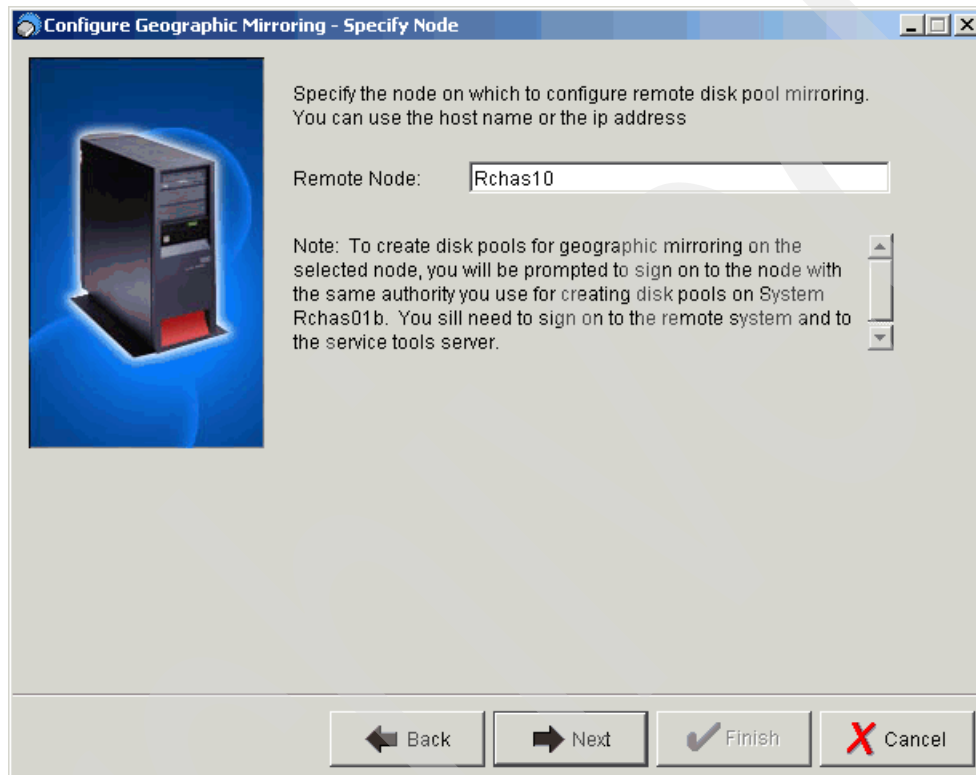 Configure Geographic Mirroring - Specify Node
Specify the node on which to configure remote disk pool mirroring.
You can use the host name or the ip address
Remote Node: Rchas10
Note: To create disk pools for geographic mirroring on the
selected node, you will be prompted to sign on to the node with
the same authority you use for creating disk pools on System
Rchas01b. You sill need to sign on to the remote system and to
the service tools server.
Back Next Finish Cancel